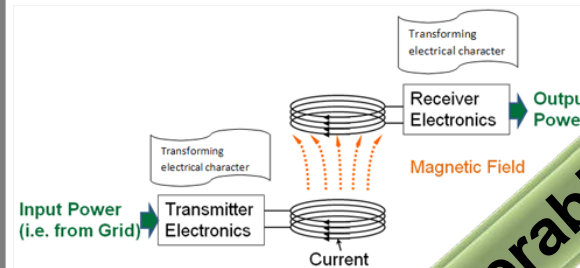 Transforming
electrical character
Receiver
Electronics
Transforming
electrical character
Magnetic Field
Input Power
(i.e. from Grid)
Transmitter
Electronics
Current